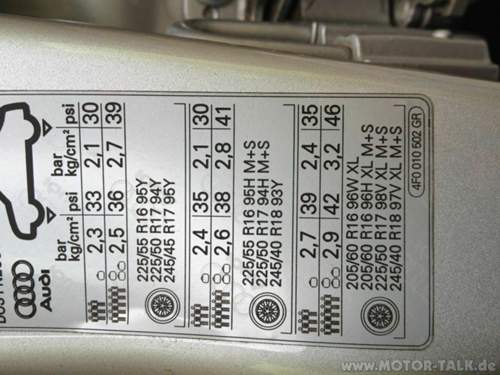 Audi
bar psi bar psi
kg/cm² kg/cm²
2,3 33 2,1 30
2,5 36 2,7 39
225/55 R16 95Y
225/50 R17 94Y
245/45 R17 95Y
2,4 35 2,1 30
2,6 38 2,8 41
225/55 R16 96H M+S
225/50 R17 94H M+S
245/40 R18 93Y
2,7 39 2,4 35
2,9 42 3,2 46
205/60 R16 96W XL
205/60 R16 96H XL M+S
225/50 R17 98V XL M+S
245/40 R18 97V XL M+S
4F0 010 502 GR
www.MOTOR-TALK.de